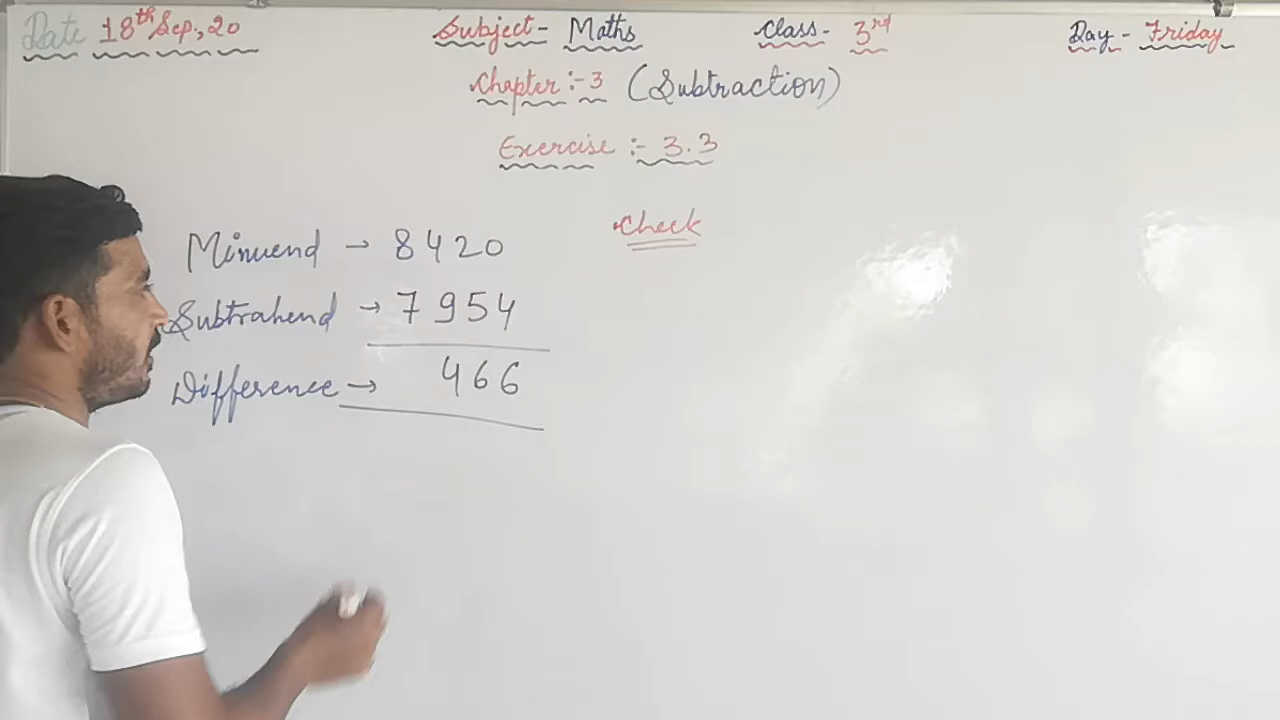 Date 18th Sep, 20 Subject - Maths Class - 3rd Day - Friday
Chapter :- 3 (Subtraction)
Exercise :- 3.3
Check
Minuend → 8420
Subtrahend → 7954
Difference → 466